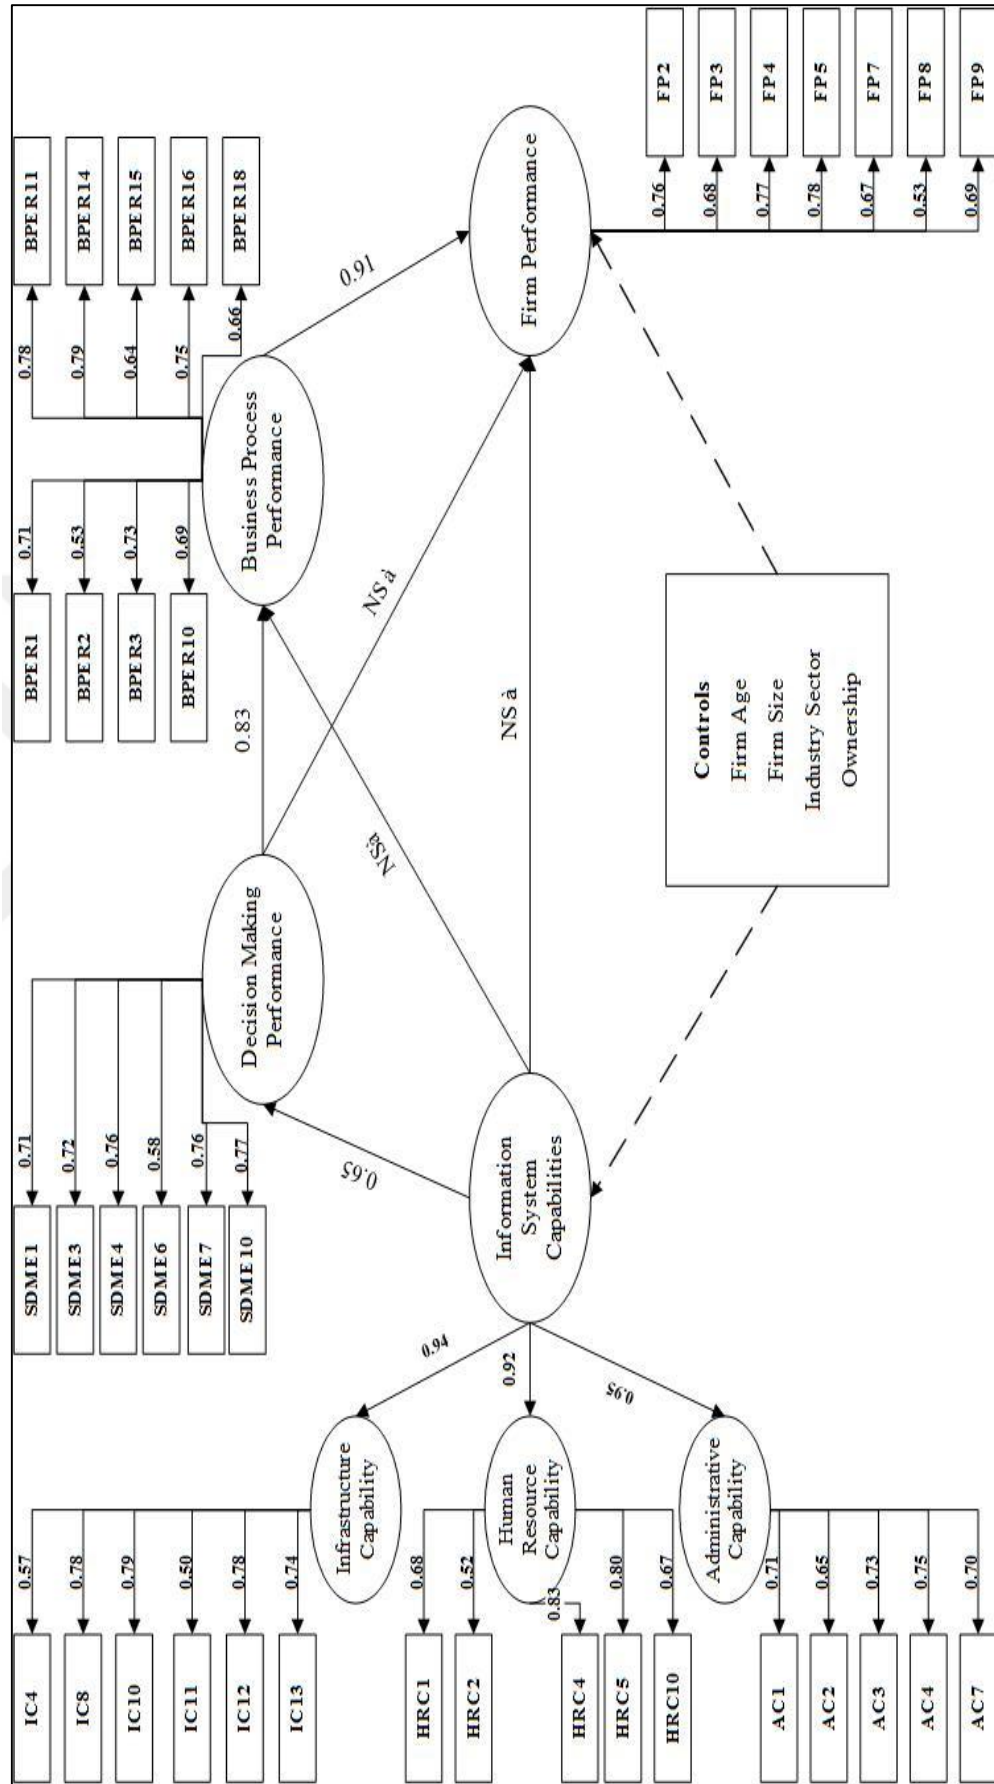 IC4
0.57
IC8
0.78
IC10
0.79
IC11
0.50
IC12
0.78
IC13
0.74
Infrastructure
Capability
HRC1
0.68
HRC2
0.52
HRC4
0.83
HRC5
0.80
HRC10
0.67
Human
Resource
Capability
AC1
0.71
AC2
0.65
AC3
0.73
AC4
0.75
AC7
0.70
Administrative
Capability
0.94
0.92
0.95
Information
System
Capabilities
SDME1
0.71
SDME3
0.72
SDME4
0.76
SDME6
0.58
SDME7
0.76
SDME10
0.77
0.65
Decision Making
Performance
0.83
NSà
NS à
NS à
BPER1
0.71
BPER2
0.53
BPER3
0.73
BPER10
0.69
0.78
BPER11
0.79
BPER14
0.64
BPER15
0.75
BPER16
0.66
BPER18
Business Process
Performance
0.91
Firm Performance
0.76
FP2
0.68
FP3
0.77
FP4
0.78
FP5
0.67
FP7
0.53
FP8
0.69
FP9
Controls
Firm Age
Firm Size
Industry Sector
Ownership